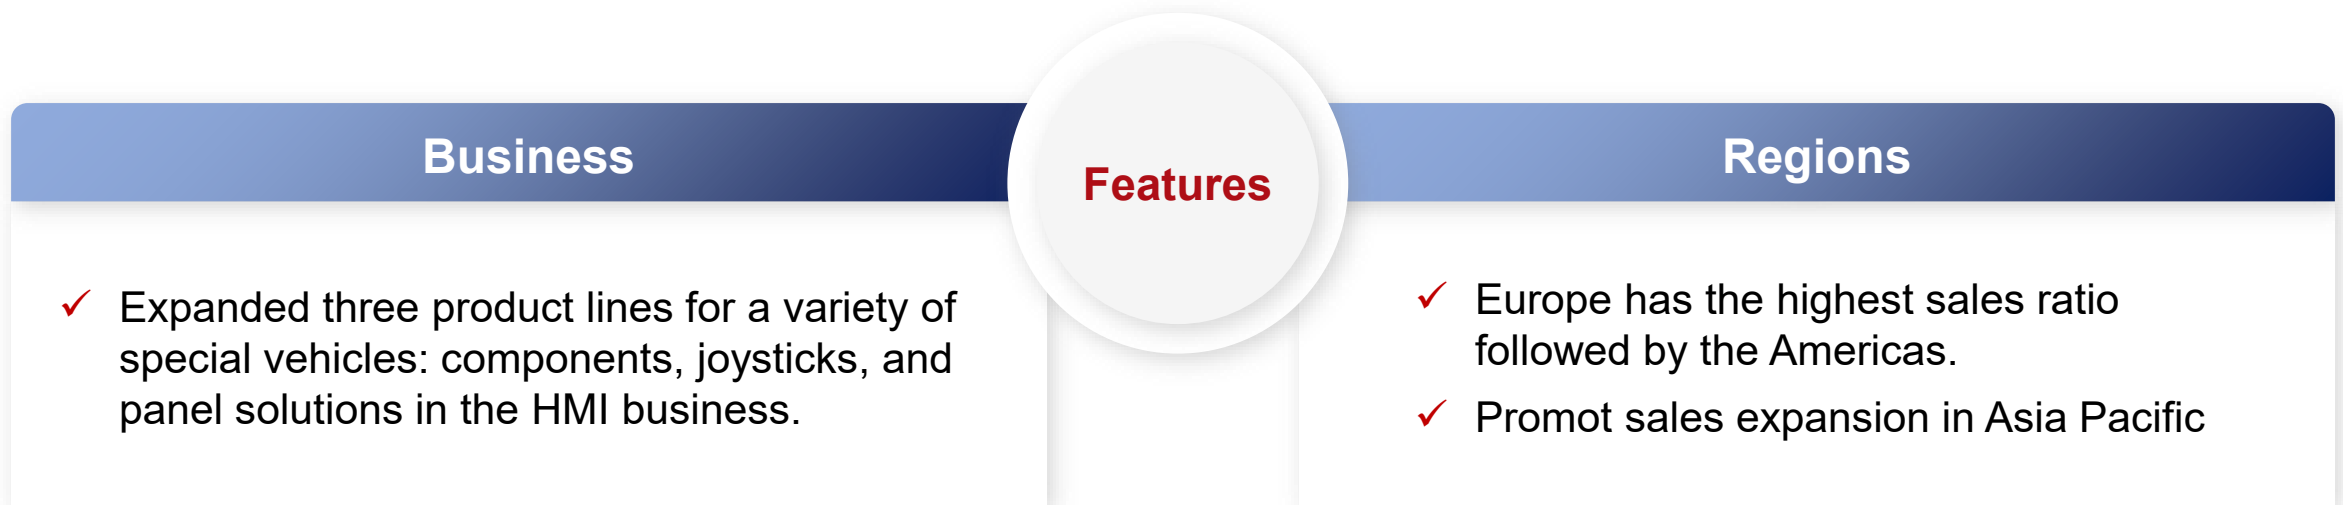 Business
Features
Regions
✓ Expanded three product lines for a variety of
special vehicles: components, joysticks, and
panel solutions in the HMI business.
✓ Europe has the highest sales ratio
followed by the Americas.
✓ Promot sales expansion in Asia Pacific